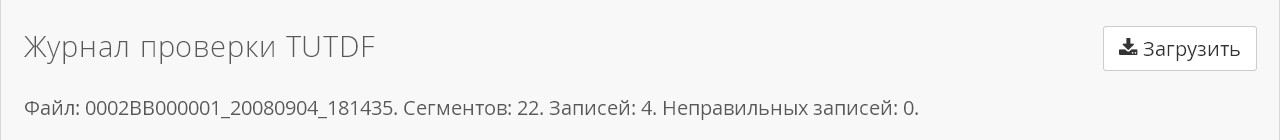 Журнал проверки TUTDF
Загрузить
Файл: 0002BB000001_20080904_181435. Сегментов: 22. Записей: 4. Неправильных записей: 0.